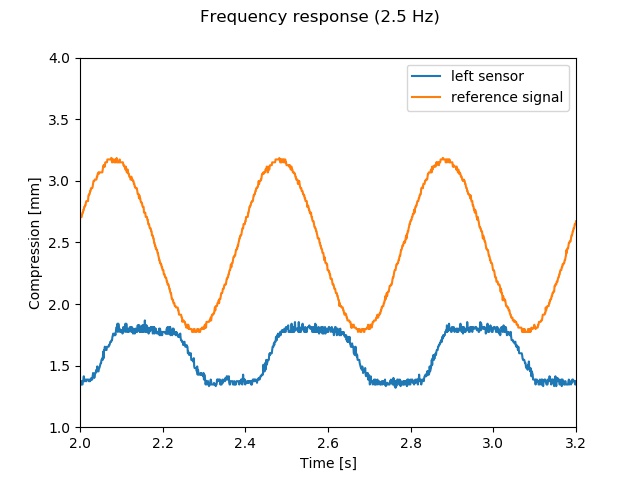 Frequency response (2.5 Hz)
left sensor
reference signal
4.0
3.5
3.0
2.5
2.0
1.5
1.0
Compression [mm]
2.0 2.2 2.4 2.6 2.8 3.0 3.2
Time [s]